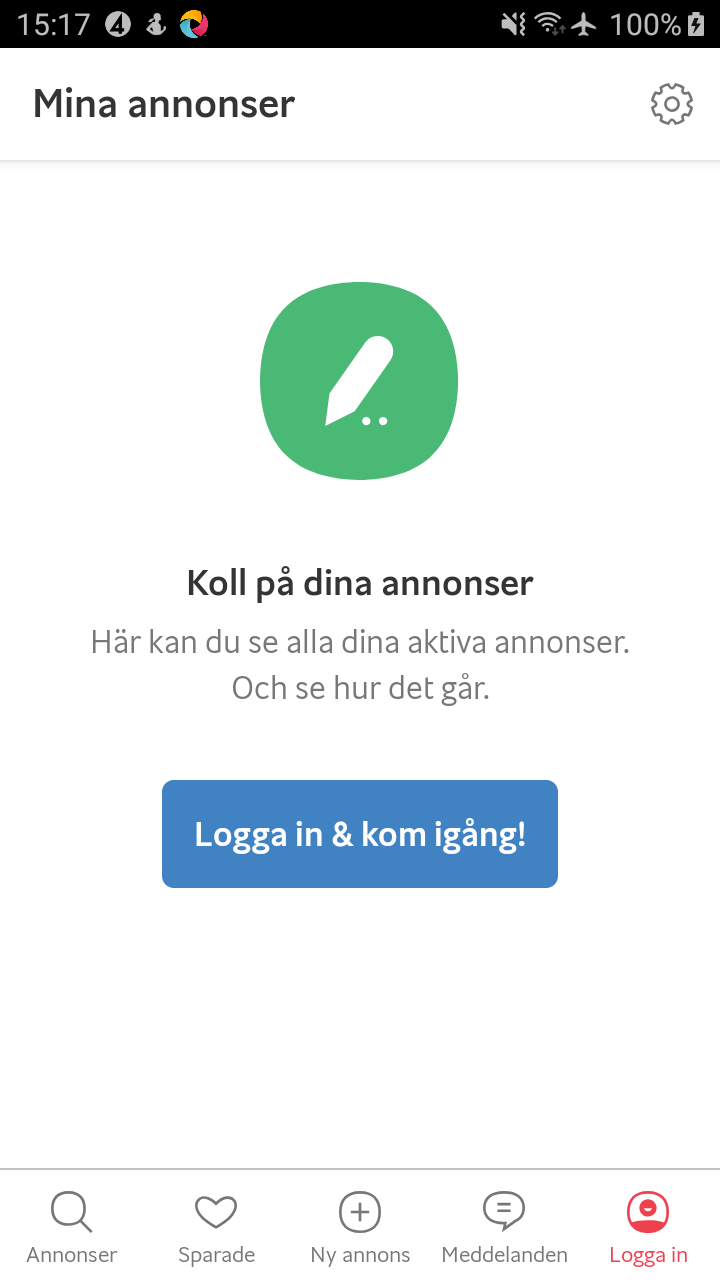 15:17
4
100%
Mina annonser
Koll på dina annonser
Här kan du se alla dina aktiva annonser.
Och se hur det går.
Logga in & kom igång!
Annonser
Sparade
Ny annons
Meddelanden
Logga in